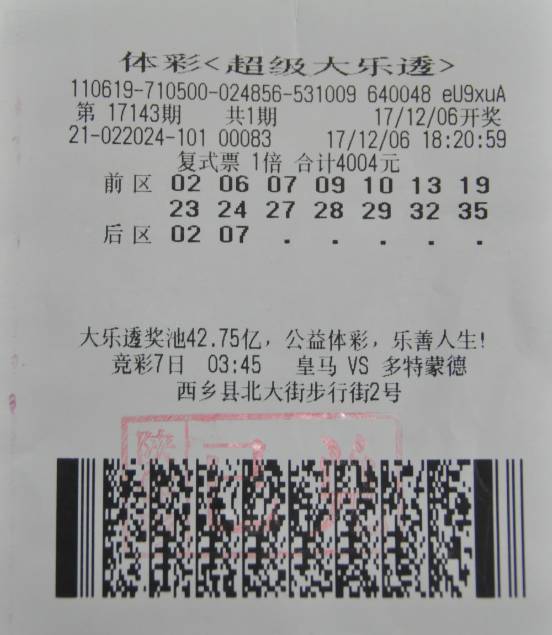 体彩<超级大乐透>
110619-710500-024856-531009 640048 eU9xuA
第 17143期 共1期 17/12/06开奖
21-022024-101 00083 17/12/06 18:20:59
复式票 1倍 合计4004元
前区 02 06 07 09 10 13 19
23 24 27 28 29 32 35
后区 02 07 . . . . .
大乐透奖池42.75亿，公益体彩，乐善人生!
竞彩7日 03:45 皇马 VS 多特蒙德
西乡县北大街步行街2号